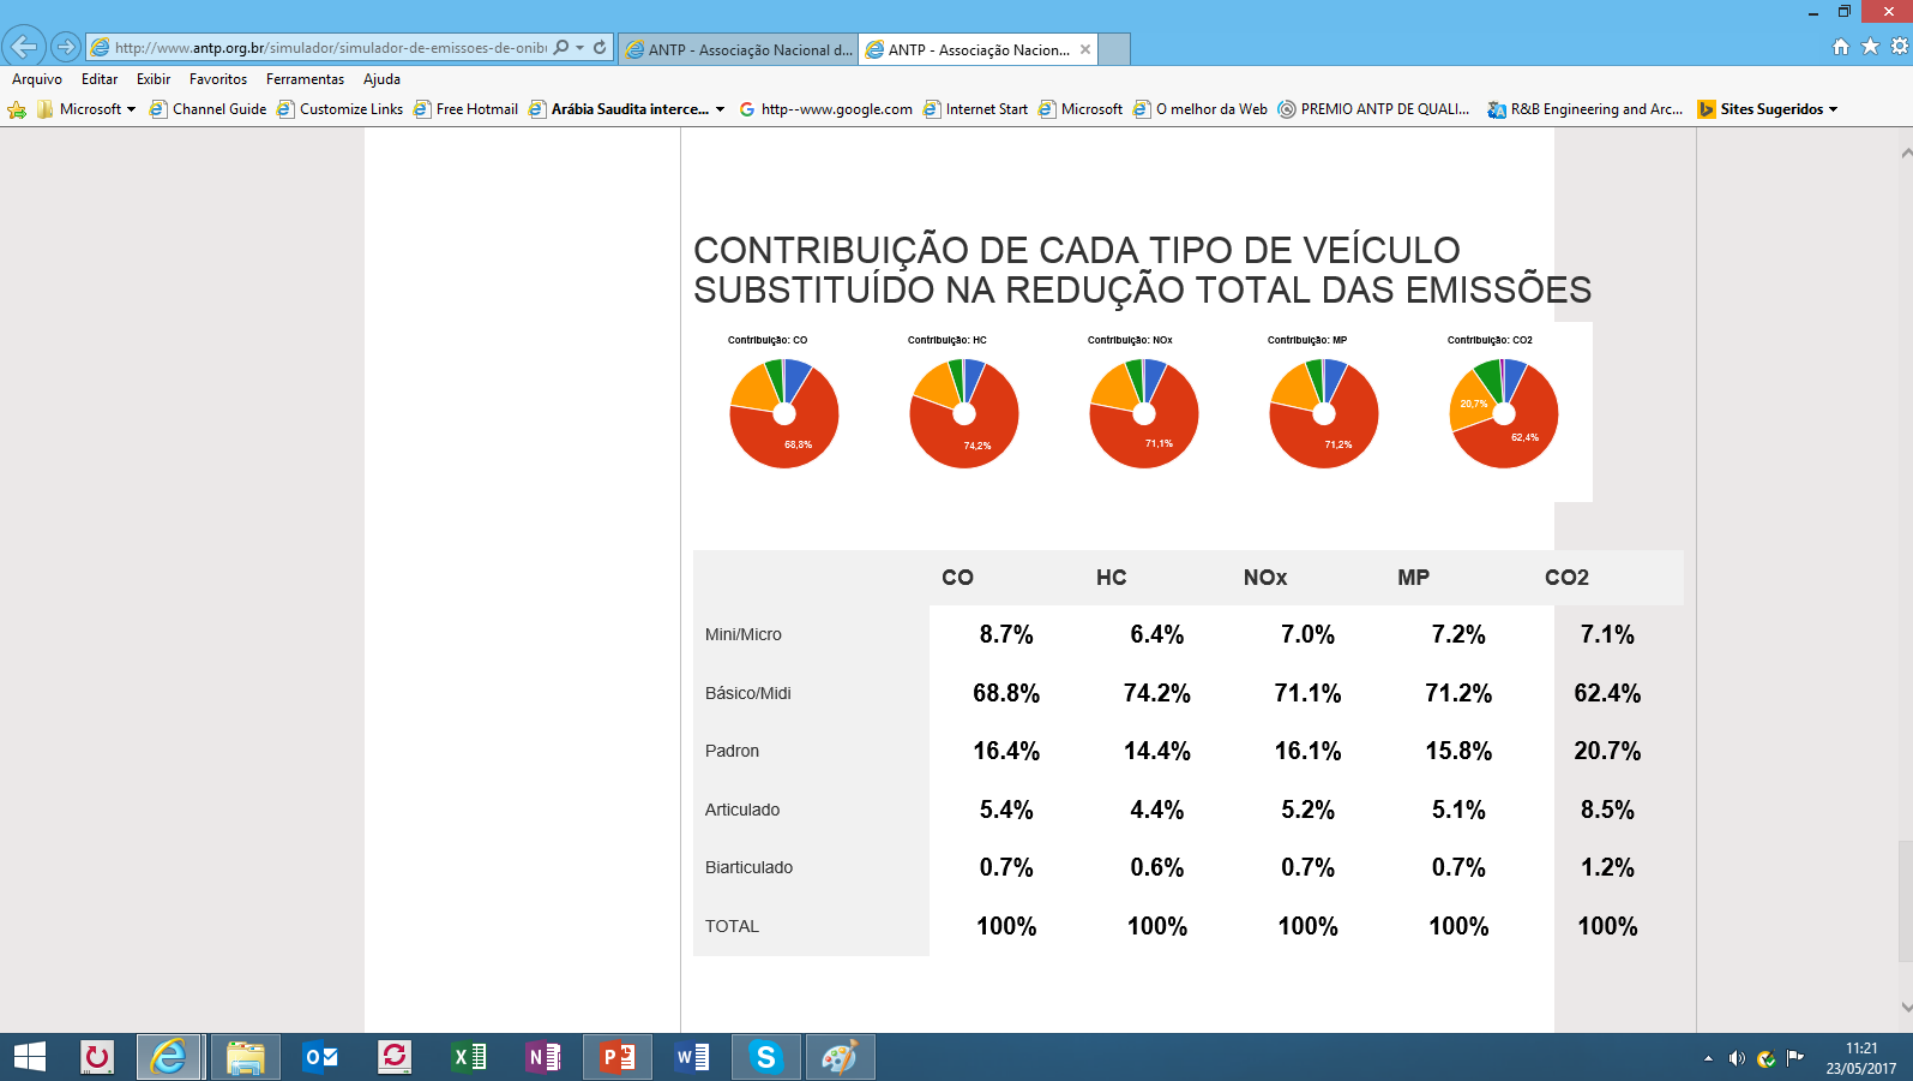 http://www.antp.org.br/simulador/simulador-de-emissoes-de-onib
ANTP - Associação Nacional d...
ANTP - Associação Nacion...
Arquivo Editar Exibir Favoritos Ferramentas Ajuda
Microsoft Channel Guide Customize Links Free Hotmail Arábia Saudita interce... http--www.google.com Internet Start Microsoft O melhor da Web PREMIO ANTP DE QUALI... R&B Engineering and Arc... Sites Sugeridos
CONTRIBUIÇÃO DE CADA TIPO DE VEÍCULO
SUBSTITUÍDO NA REDUÇÃO TOTAL DAS EMISSÕES
Contribuição: CO Contribuição: HC Contribuição: NOx Contribuição: MP Contribuição: CO2
20,7%
68,8% 74,2% 71,1% 71,2% 62,4%
CO HC NOx MP CO2
Mini/Micro 8.7% 6.4% 7.0% 7.2% 7.1%
Básico/Midi 68.8% 74.2% 71.1% 71.2% 62.4%
Padron 16.4% 14.4% 16.1% 15.8% 20.7%
Articulado 5.4% 4.4% 5.2% 5.1% 8.5%
Biarticulado 0.7% 0.6% 0.7% 0.7% 1.2%
TOTAL 100% 100% 100% 100% 100%
11:21
23/05/2017